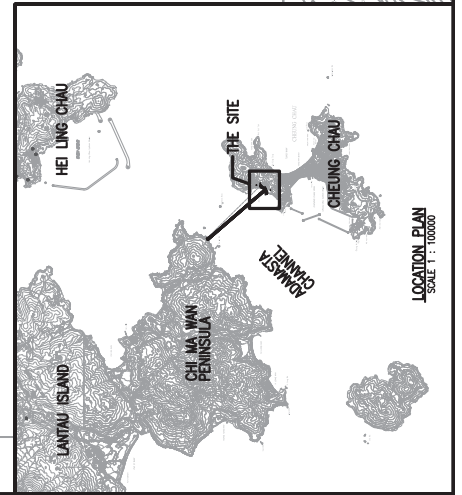 HEI LING CHAU
THE SITE
CHEUNG CHAU
ADAMASTA
CHANNEL
CHI MA WAN
PENINSULA
LANTAU ISLAND
LOCATION PLAN
SCALE 1 : 100000